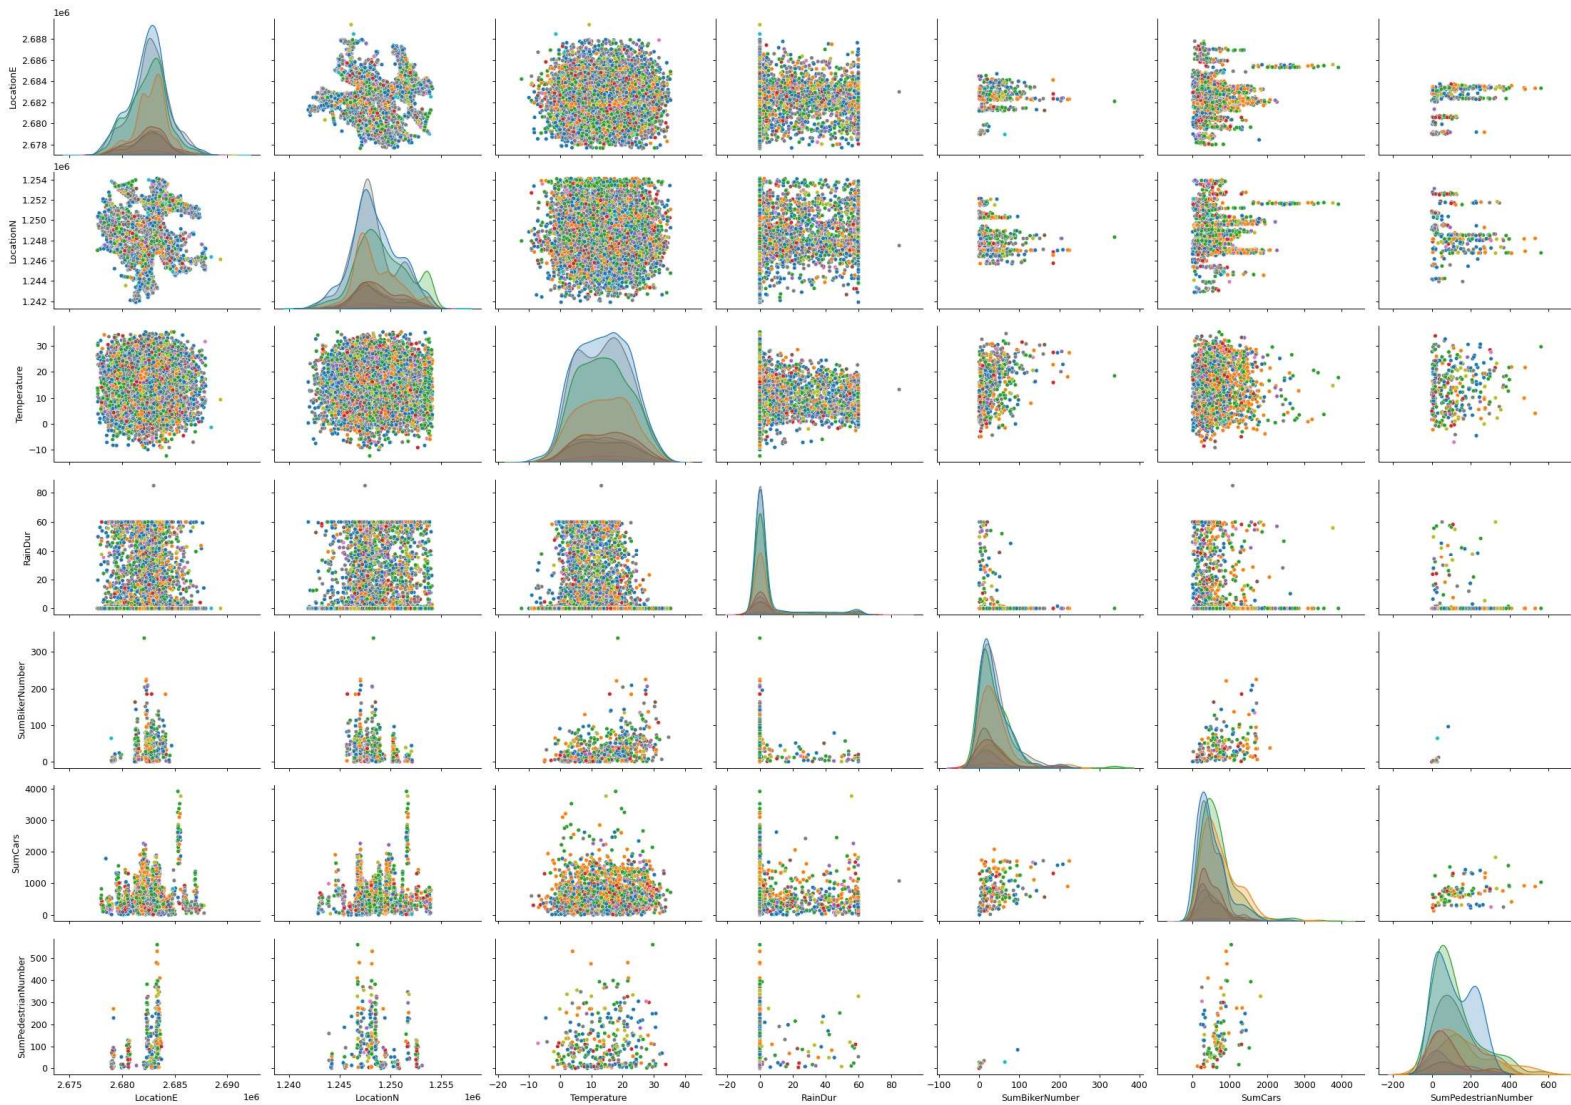 1e6
2.688
2.686
2.684
2.682
2.680
2.678
LocationE
1e6
1.254
1.252
1.250
1.248
1.246
1.244
1.242
LocationN
30
20
10
0
−10
Temperature
80
60
40
20
0
RainDur
300
200
100
0
SumBikerNumber
4000
3000
2000
1000
0
SumCars
500
400
300
200
100
0
SumPedestrianNumber
2.675 2.680 2.685 2.690
LocationE 1e6
1.240 1.245 1.250 1.255
LocationN 1e6
−20 −10 0 10 20 30 40
Temperature
−20 0 20 40 60 80
RainDur
−100 0 100 200 300 400
SumBikerNumber
0 1000 2000 3000 4000
SumCars
−200 0 200 400 600
SumPedestrianNumber